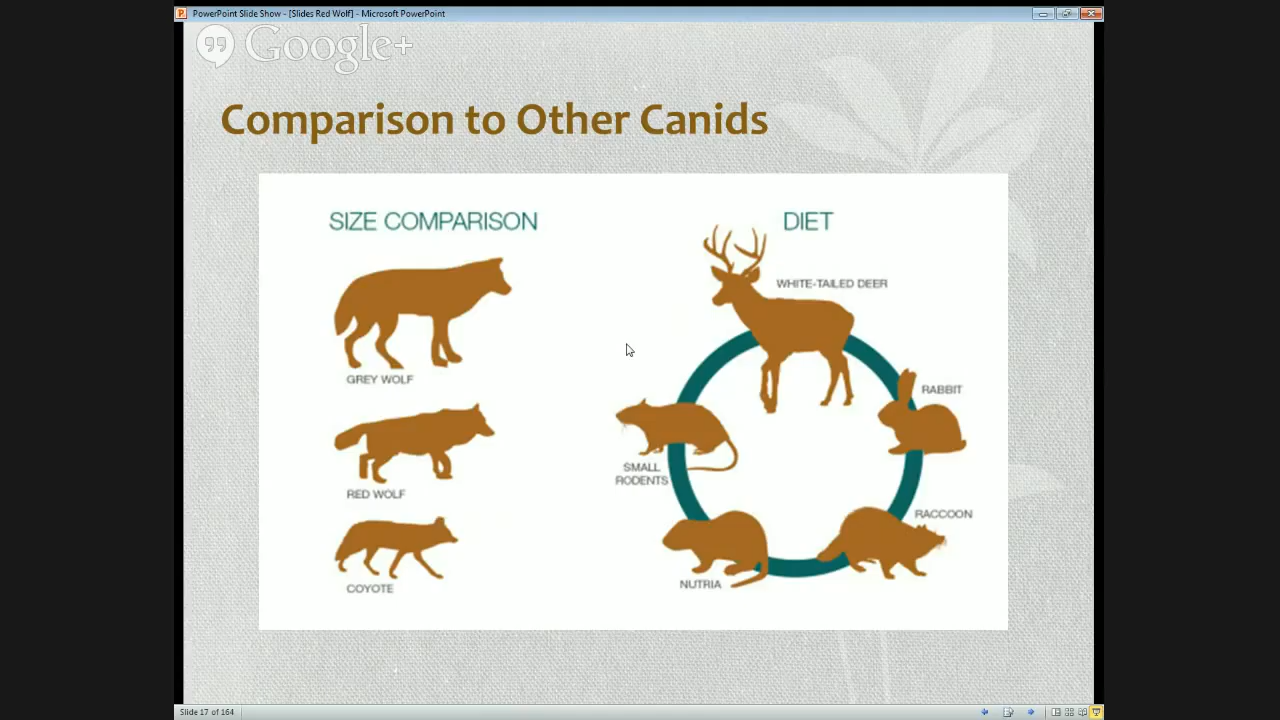 PowerPoint Slide Show - [Slides Red Wolf] - Microsoft PowerPoint
Google+
Comparison to Other Canids
SIZE COMPARISON
GREY WOLF
RED WOLF
COYOTE
DIET
WHITE-TAILED DEER
RABBIT
RACCOON
NUTRIA
SMALL
RODENTS
Slide 17 of 164